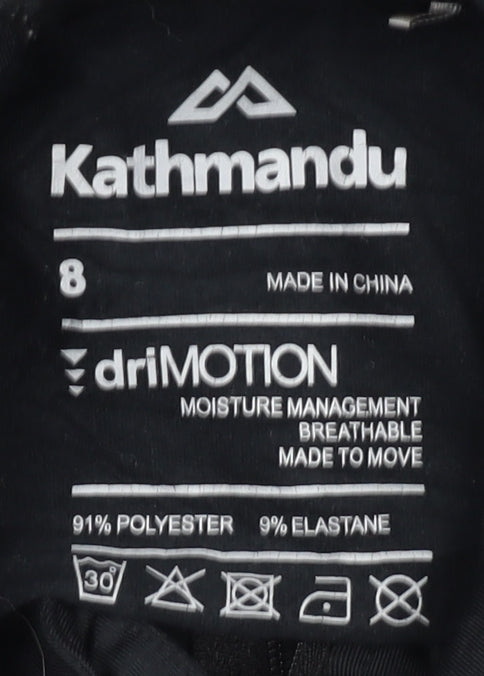 Kathmandu
8 MADE IN CHINA
driMOTION
MOISTURE MANAGEMENT
BREATHABLE
MADE TO MOVE
91% POLYESTER 9% ELASTANE
30°